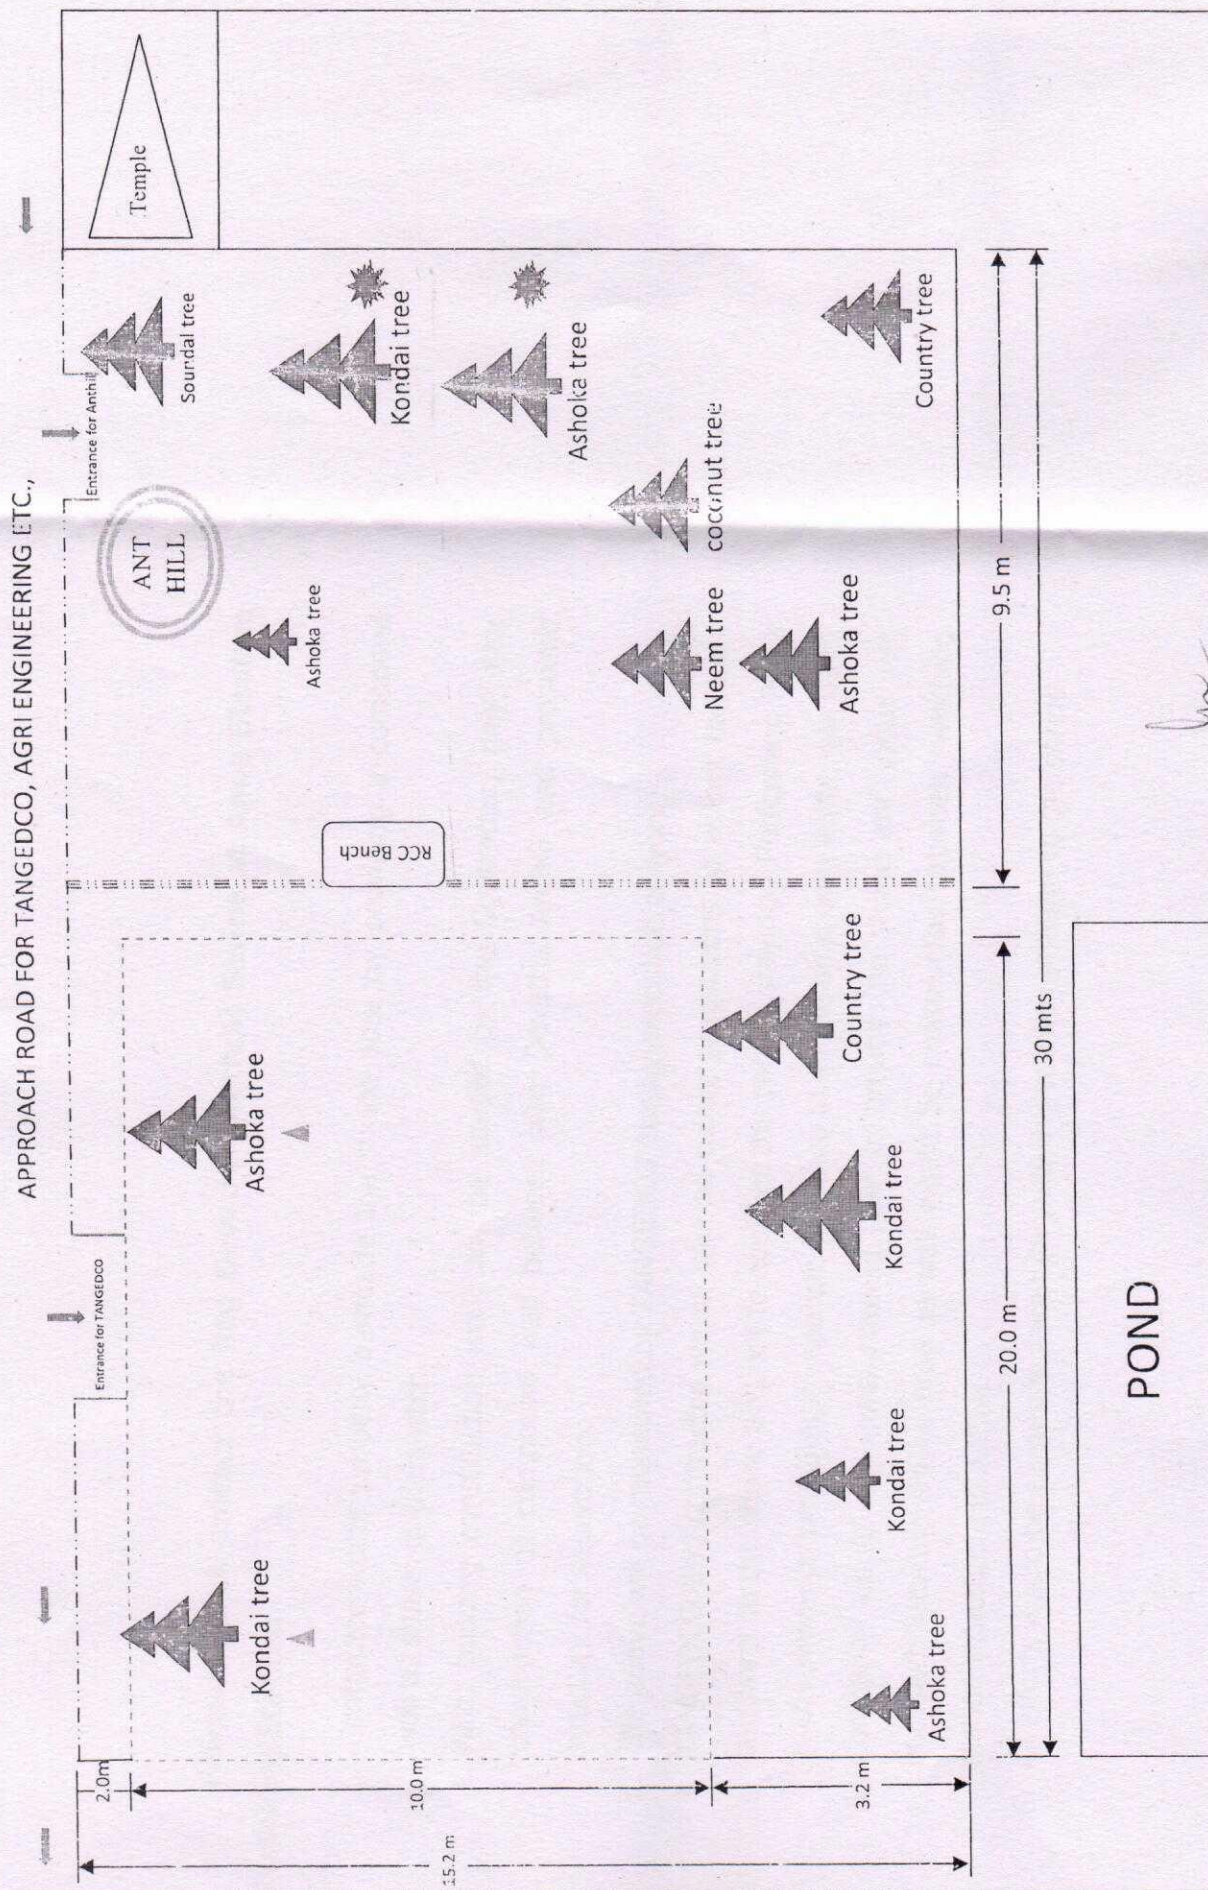 APPROACH ROAD FOR TANGEDCO, AGRI ENGINEERING ETC.,
Temple
Entrance for TANGEDCO
Entrance for Anthill
Soundal tree
ANT
HILL
Kondai tree
Ashoka tree
Ashoka tree
Kondai tree
Ashoka tree
RCC Bench
coconut tree
Neem tree
Ashoka tree
Country tree
Country tree
Kondai tree
Kondai tree
Ashoka tree
2.0m
10.0 m
3.2 m
15.2 m
20.0 m
9.5 m
30 mts
POND